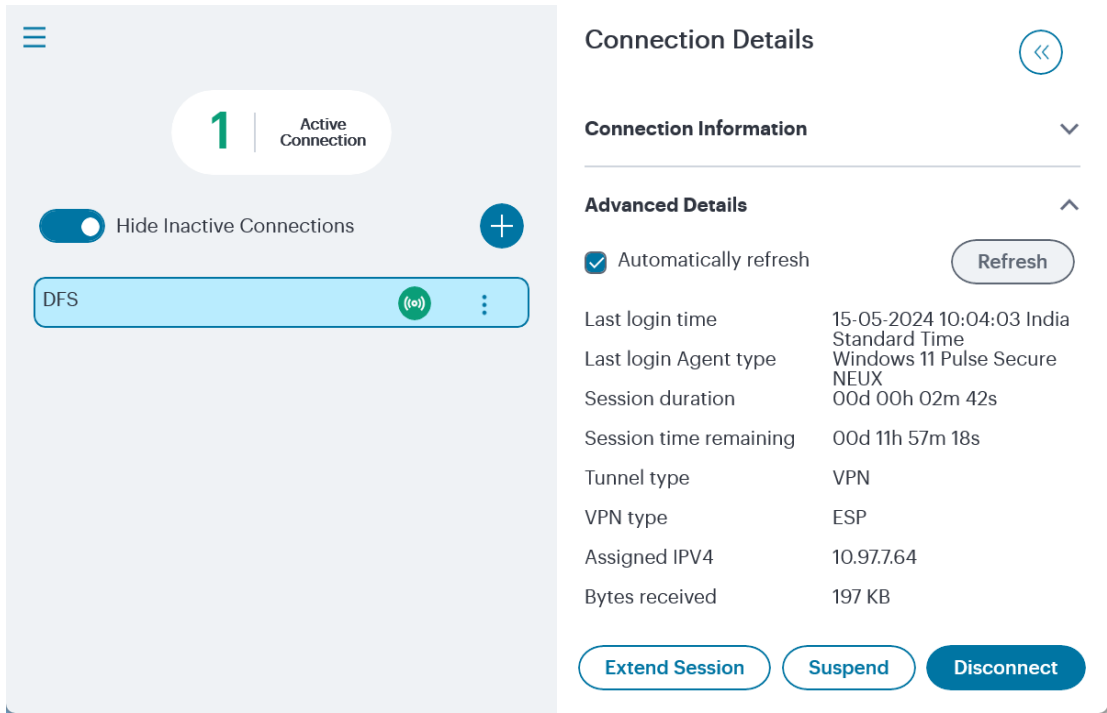 1
Active
Connection
Hide Inactive Connections
DFS
Connection Details
Connection Information
Advanced Details
Automatically refresh
Refresh
Last login time 15-05-2024 10:04:03 India
Standard Time
Last login Agent type Windows 11 Pulse Secure
NEUX
Session duration 00d 00h 02m 42s
Session time remaining 00d 11h 57m 18s
Tunnel type VPN
VPN type ESP
Assigned IPV4 10.97.7.64
Bytes received 197 KB
Extend Session Suspend Disconnect